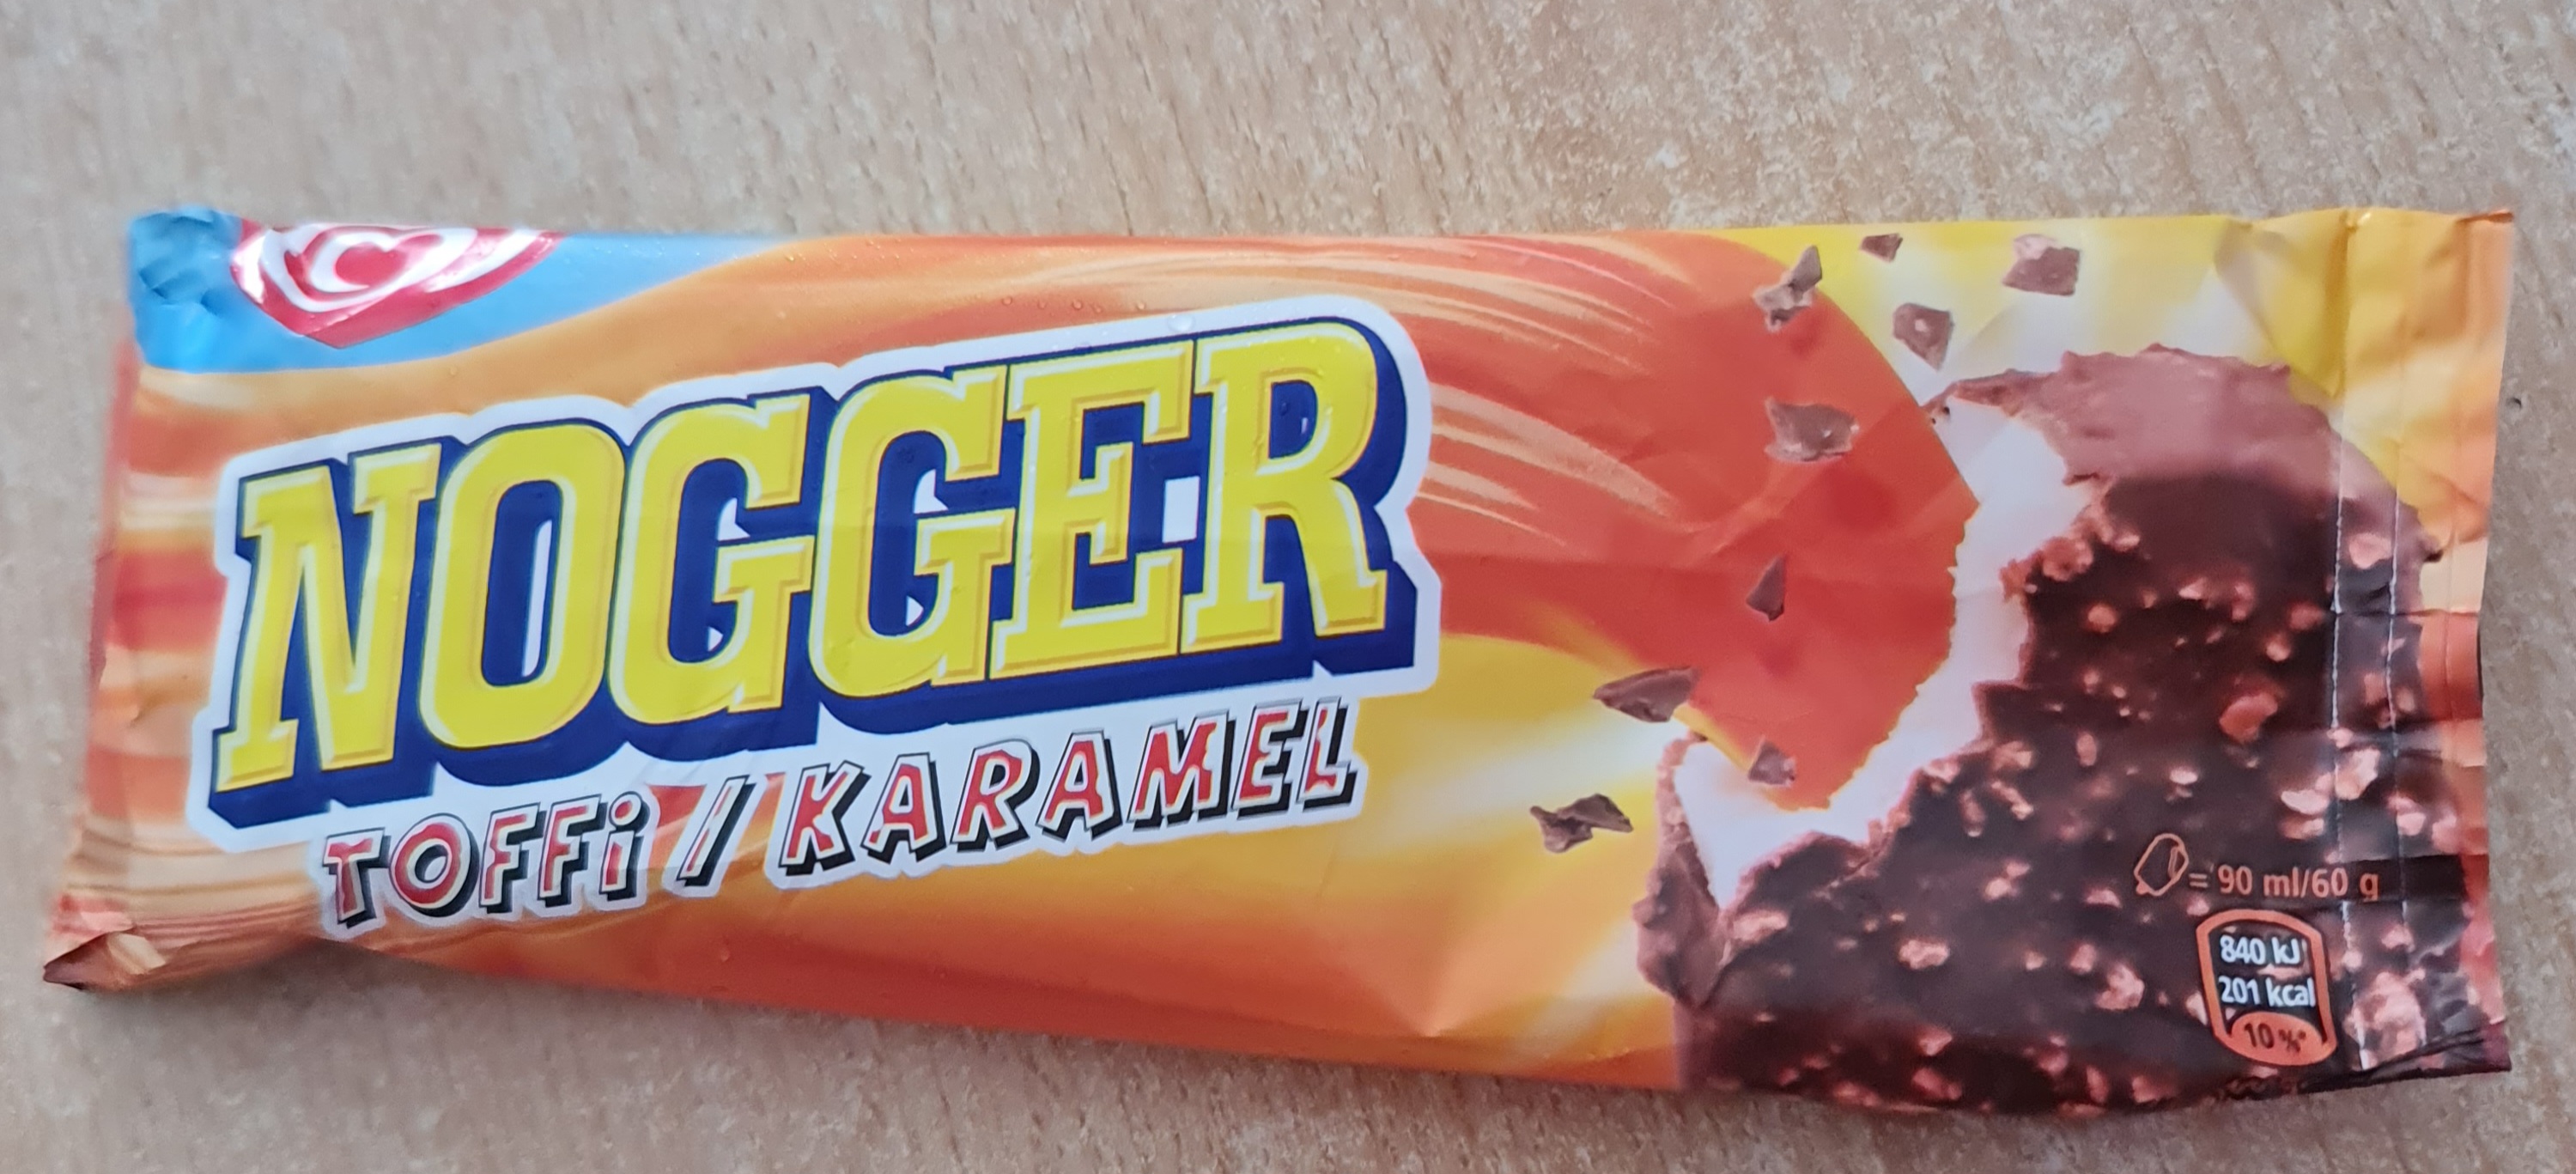 NOGGER
TOFFi / KARAMEL
= 90 ml/60 g
840 kJ
201 kcal
10 %*